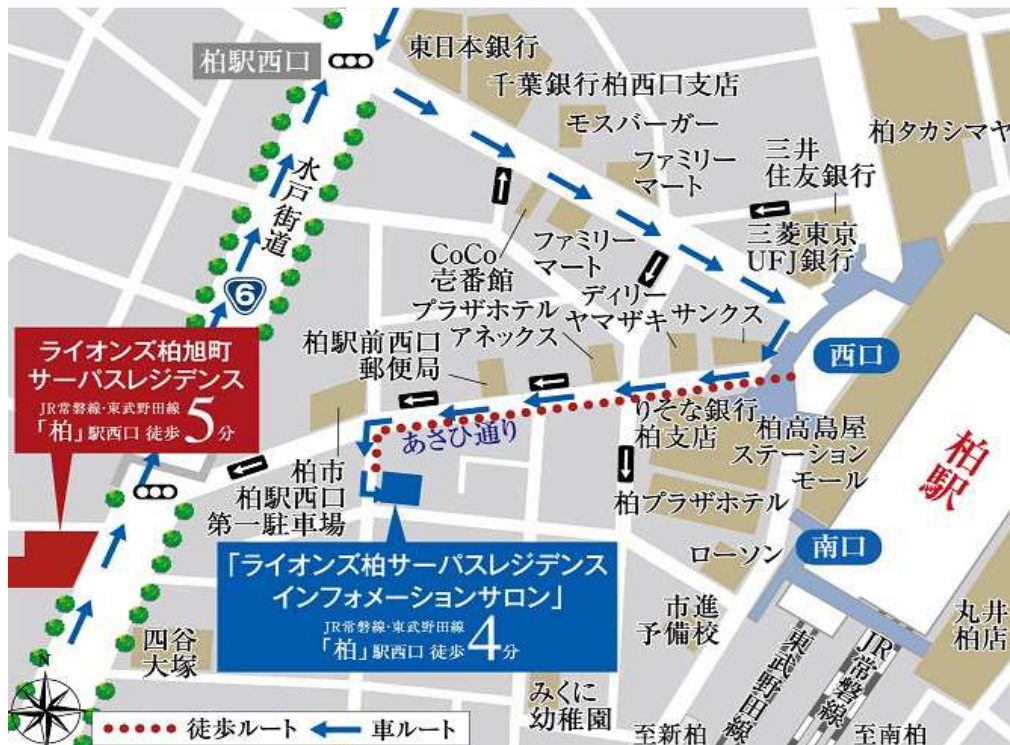 柏駅西口
東日本銀行
千葉銀行柏西口支店
モスバーガー
ファミリー
マート
三井
住友銀行
柏タカシマヤ
水戸街道
6
CoCo
壱番館
ファミリー
マート
三菱東京
UFJ銀行
プラザホテル
アネックス
ディリー
ヤマザキ
サンクス
柏駅前西口
郵便局
西口
ライオンズ柏旭町
サーパスレジデンス
JR常磐線・東武野田線
「柏」駅西口 徒歩5分
あさひ通り
りそな銀行
柏支店
柏高島屋
ステーション
モール
柏駅
柏市
柏駅西口
第一駐車場
柏プラザホテル
ローソン
南口
「ライオンズ柏サーパスレジデンス
インフォメーションサロン」
JR常磐線・東武野田線
「柏」駅西口 徒歩4分
市進
予備校
丸井
柏店
四谷
大塚
みくに
幼稚園
東武野田線
JR常磐線
至新柏
至南柏
N
徒歩ルート
車ルート